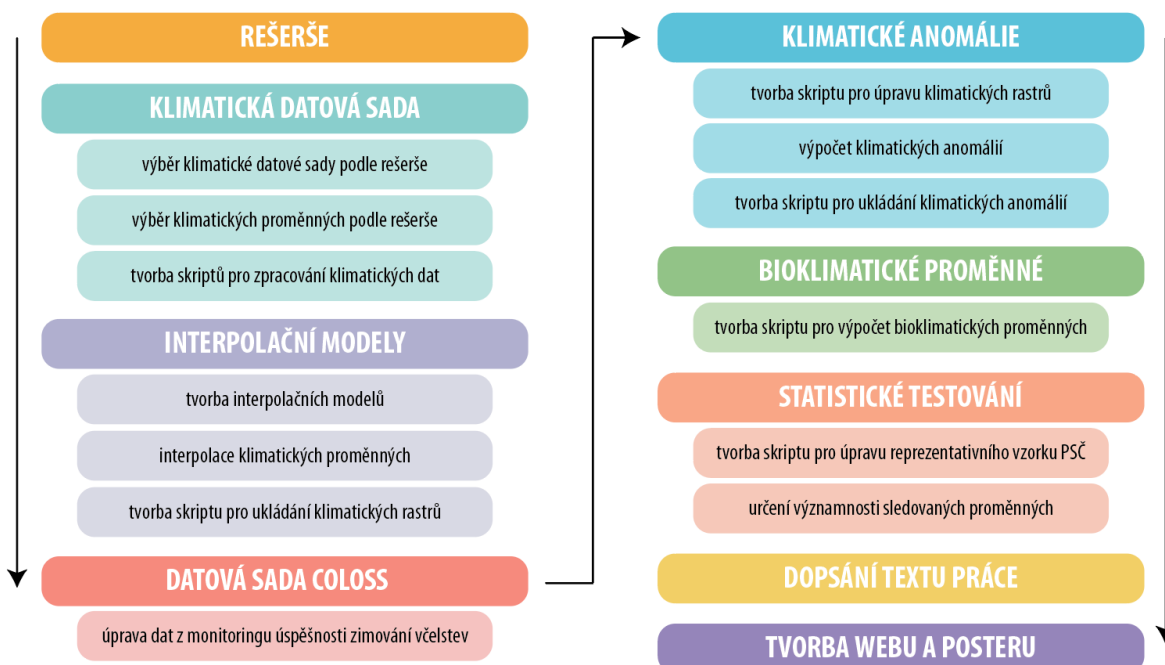 REŠERŠE
KLIMATICKÁ DATOVÁ SADA
výběr klimatické datové sady podle rešerše
výběr klimatických proměnných podle rešerše
tvorba skriptů pro zpracování klimatických dat
INTERPOLAČNÍ MODELY
tvorba interpolačních modelů
interpolace klimatických proměnných
tvorba skriptu pro ukládání klimatických rastrů
DATOVÁ SADA COLOSS
úprava dat z monitoringu úspěšnosti zimování včelstev
KLIMATICKÉ ANOMÁLIE
tvorba skriptu pro úpravu klimatických rastrů
výpočet klimatických anomálií
tvorba skriptu pro ukládání klimatických anomálií
BIOKLIMATICKÉ PROMĚNNÉ
tvorba skriptu pro výpočet bioklimatických proměnných
STATISTICKÉ TESTOVÁNÍ
tvorba skriptu pro úpravu reprezentativního vzorku PSČ
určení významnosti sledovaných proměnných
DOPSÁNÍ TEXTU PRÁCE
TVORBA WEBU A POSTERU